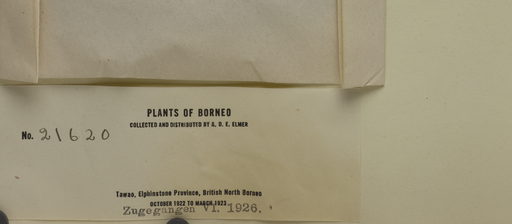 PLANTS OF BORNEO
COLLECTED AND DISTRIBUTED BY A. D. E. ELMER
No. 21620
Tawao, Elphinstone Province, British North Borneo
OCTOBER 1922 TO MARCH 1923
Zugegangen VI. 1926.